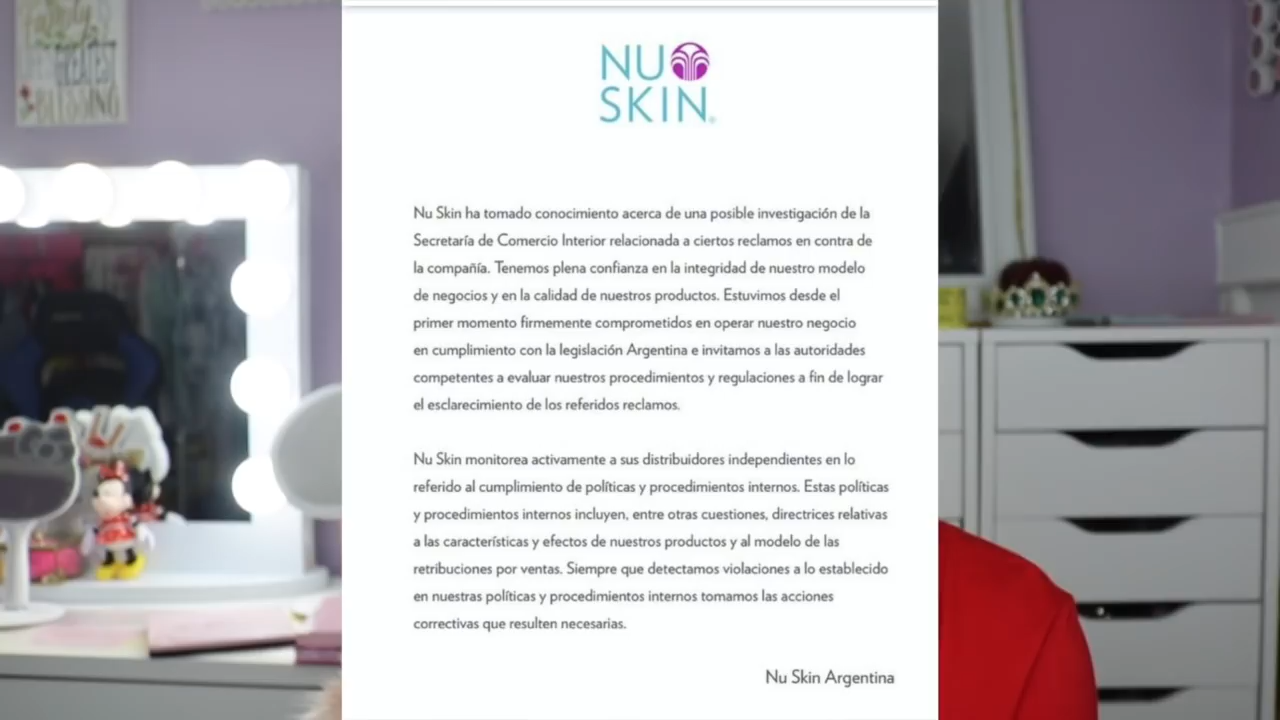 Family
GREATEST
BLESSING
NU
SKIN®
Nu Skin ha tomado conocimiento acerca de una posible investigación de la
Secretaría de Comercio Interior relacionada a ciertos reclamos en contra de
la compañía. Tenemos plena confianza en la integridad de nuestro modelo
de negocios y en la calidad de nuestros productos. Estuvimos desde el
primer momento firmemente comprometidos en operar nuestro negocio
en cumplimiento con la legislación Argentina e invitamos a las autoridades
competentes a evaluar nuestros procedimientos y regulaciones a fin de lograr
el esclarecimiento de los referidos reclamos.
Nu Skin monitorea activamente a sus distribuidores independientes en lo
referido al cumplimiento de políticas y procedimientos internos. Estas políticas
y procedimientos internos incluyen, entre otras cuestiones, directrices relativas
a las características y efectos de nuestros productos y al modelo de las
retribuciones por ventas. Siempre que detectamos violaciones a lo establecido
en nuestras políticas y procedimientos internos tomamos las acciones
correctivas que resulten necesarias.
Nu Skin Argentina